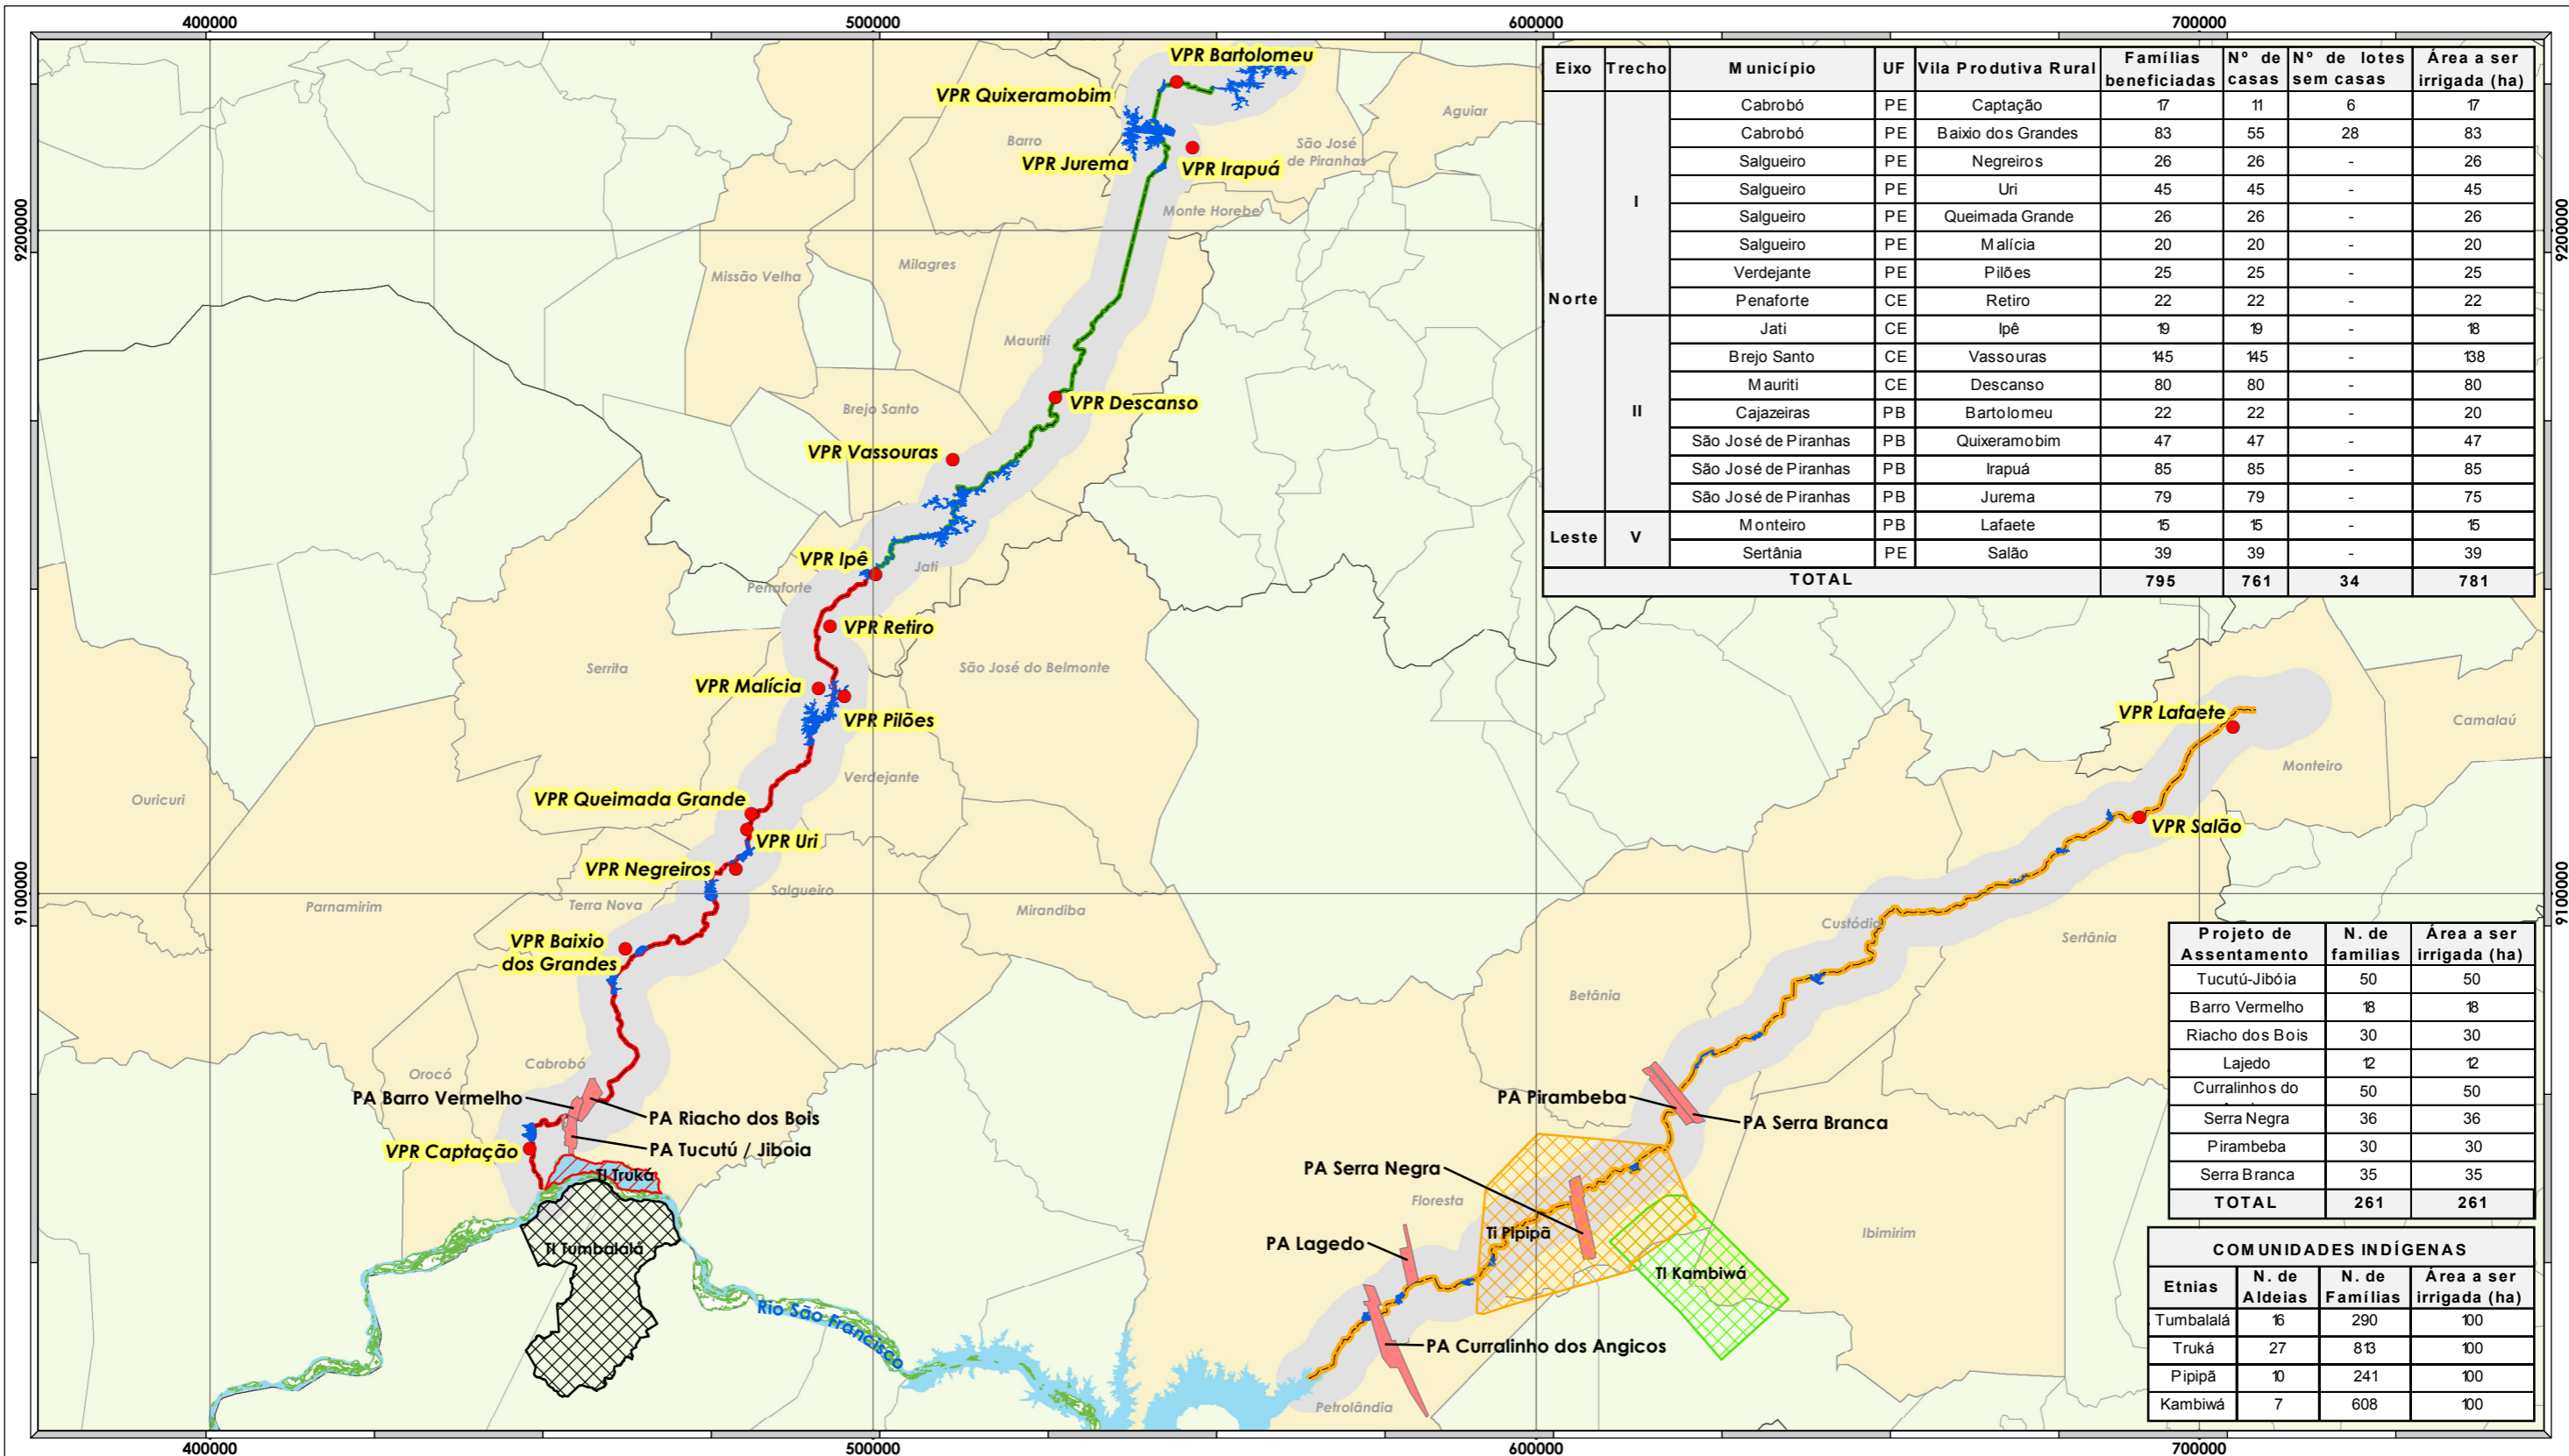 400000 500000 600000 700000
9200000 9200000
9100000 9100000
400000 500000 600000 700000
VPR Bartolomeu
VPR Quixeramobim
VPR Jurema
VPR Irapuá
Aguiar
Barro
São José
de Piranhas
Monte Horebe
Milagres
Missão Velha
Mauriti
VPR Descanso
Brejo Santo
VPR Vassouras
VPR Ipê
Jati
Penaforte
VPR Retiro
Serrita
São José do Belmonte
VPR Malícia
VPR Pilões
Verdejante
Ouricuri
VPR Queimada Grande
VPR Uri
VPR Negreiros
Salgueiro
Parnamirim
Terra Nova
Mirandiba
VPR Baixio
dos Grandes
Cabrobó
Orocó
PA Barro Vermelho
PA Riacho dos Bois
PA Tucutú / Jiboia
VPR Captação
TI Truká
TI Tumbalalá
Rio São Francisco
VPR Lafaete
Camalaú
Monteiro
VPR Salão
Custódia
Sertânia
Betânia
PA Pirambeba
PA Serra Branca
PA Serra Negra
Floresta
Ti PIpipã
Ibimirim
PA Lagedo
TI Kambiwá
PA Curralinho dos Angicos
Petrolândia
Eixo Trecho Município UF Vila Produtiva Rural Famílias beneficiadas Nº de casas Nº de lotes sem casas Área a ser irrigada (ha)
Norte I Cabrobó PE Captação 17 11 6 17
Cabrobó PE Baixio dos Grandes 83 55 28 83
Salgueiro PE Negreiros 26 26 - 26
Salgueiro PE Uri 45 45 - 45
Salgueiro PE Queimada Grande 26 26 - 26
Salgueiro PE Malícia 20 20 - 20
Verdejante PE Pilões 25 25 - 25
Penaforte CE Retiro 22 22 - 22
II Jati CE Ipê 19 19 - 18
Brejo Santo CE Vassouras 145 145 - 138
Mauriti CE Descanso 80 80 - 80
Cajazeiras PB Bartolomeu 22 22 - 20
São José de Piranhas PB Quixeramobim 47 47 - 47
São José de Piranhas PB Irapuá 85 85 - 85
São José de Piranhas PB Jurema 79 79 - 75
Leste V Monteiro PB Lafaete 15 15 - 15
Sertânia PE Salão 39 39 - 39
TOTAL 795 761 34 781
Projeto de Assentamento N. de familias Área a ser irrigada (ha)
Tucutú-Jibóia 50 50
Barro Vermelho 18 18
Riacho dos Bois 30 30
Lajedo 12 12
Curralinhos do 50 50
Serra Negra 36 36
Pirambeba 30 30
Serra Branca 35 35
TOTAL 261 261
COMUNIDADES INDÍGENAS
Etnias N. de Aldeias N. de Famílias Área a ser irrigada (ha)
Tumbalalá 16 290 100
Truká 27 813 100
Pipipã 10 241 100
Kambiwá 7 608 100